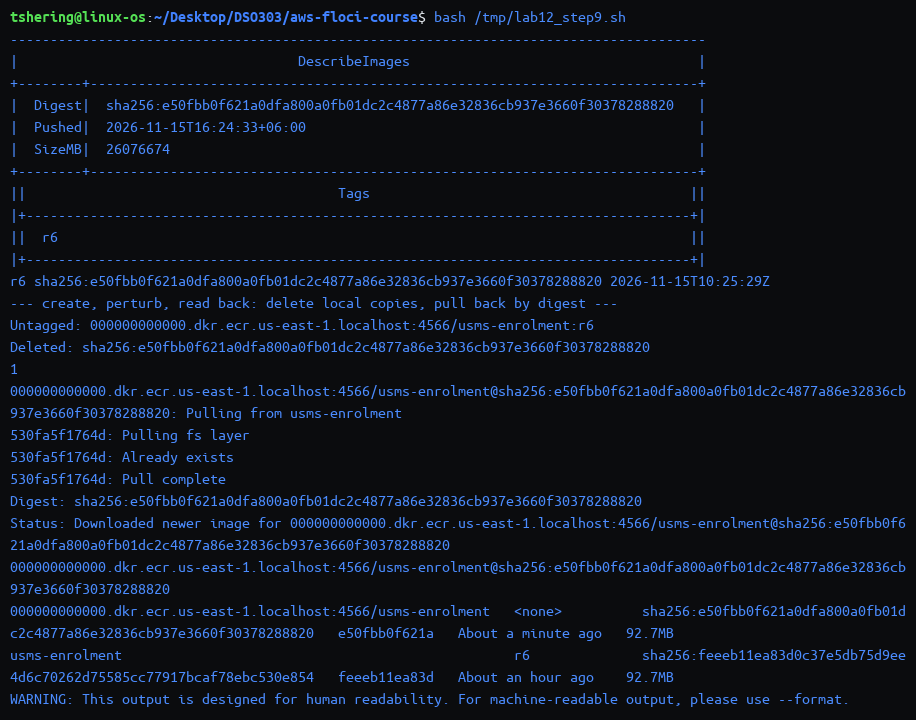 tshering@linux-os:~/Desktop/DSO303/aws-floci-course$ bash /tmp/lab12_step9.sh
---------------------------------------------------------------------------------------
|                                   DescribeImages                                    |
+--------+----------------------------------------------------------------------------+
|  Digest|  sha256:e50fbb0f621a0dfa800a0fb01dc2c4877a86e32836cb937e3660f30378288820   |
|  Pushed|  2026-11-15T16:24:33+06:00                                                 |
|  SizeMB|  26076674                                                                  |
+--------+----------------------------------------------------------------------------+
||                                       Tags                                        ||
|+-----------------------------------------------------------------------------------+|
||  r6                                                                               ||
|+-----------------------------------------------------------------------------------+|
r6 sha256:e50fbb0f621a0dfa800a0fb01dc2c4877a86e32836cb937e3660f30378288820 2026-11-15T10:25:29Z
--- create, perturb, read back: delete local copies, pull back by digest ---
Untagged: 000000000000.dkr.ecr.us-east-1.localhost:4566/usms-enrolment:r6
Deleted: sha256:e50fbb0f621a0dfa800a0fb01dc2c4877a86e32836cb937e3660f30378288820
1
000000000000.dkr.ecr.us-east-1.localhost:4566/usms-enrolment@sha256:e50fbb0f621a0dfa800a0fb01dc2c4877a86e32836cb
937e3660f30378288820: Pulling from usms-enrolment
530fa5f1764d: Pulling fs layer
530fa5f1764d: Already exists
530fa5f1764d: Pull complete
Digest: sha256:e50fbb0f621a0dfa800a0fb01dc2c4877a86e32836cb937e3660f30378288820
Status: Downloaded newer image for 000000000000.dkr.ecr.us-east-1.localhost:4566/usms-enrolment@sha256:e50fbb0f6
21a0dfa800a0fb01dc2c4877a86e32836cb937e3660f30378288820
000000000000.dkr.ecr.us-east-1.localhost:4566/usms-enrolment@sha256:e50fbb0f621a0dfa800a0fb01dc2c4877a86e32836cb
937e3660f30378288820
000000000000.dkr.ecr.us-east-1.localhost:4566/usms-enrolment   <none>          sha256:e50fbb0f621a0dfa800a0fb01d
c2c4877a86e32836cb937e3660f30378288820   e50fbb0f621a   About a minute ago   92.7MB
usms-enrolment                                                 r6              sha256:feeeb11ea83d0c37e5db75d9ee
4d6c70262d75585cc77917bcaf78ebc530e854   feeeb11ea83d   About an hour ago    92.7MB
WARNING: This output is designed for human readability. For machine-readable output, please use --format.